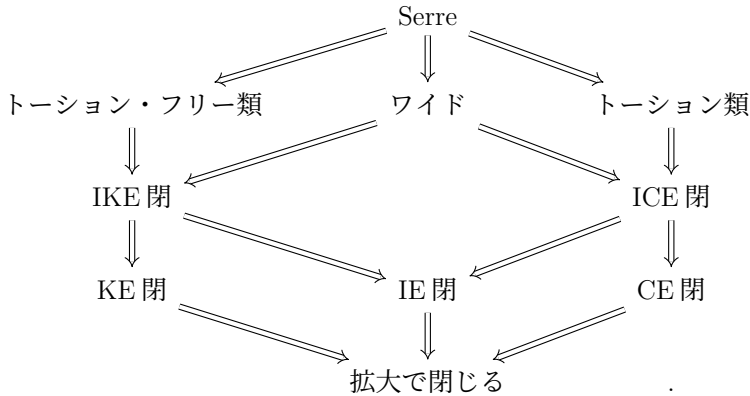 Serre
トーション・フリー類 ワイド トーション類
IKE 閉 ICE 閉
KE 閉 IE 閉 CE 閉
拡大で閉じる .